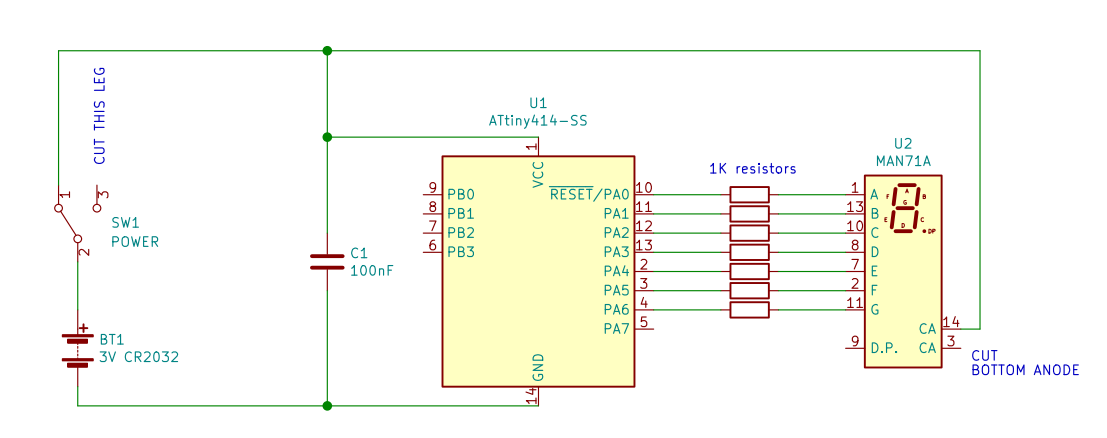 CUT THIS LEG
1
3
SW1
POWER
2
+
BT1
3V CR2032
C1
100nF
U1
ATtiny414-SS
1
VCC
9 PB0
8 PB1
7 PB2
6 PB3
RESET/PA0 10
PA1 11
PA2 12
PA3 13
PA4 2
PA5 3
PA6 4
PA7 5
GND
14
1K resistors
U2
MAN71A
1 A
13 B
10 C
8 D
7 E
2 F
11 G
9 D.P.
A
F B
G
E C
D
DP
CA 14
CA 3
CUT
BOTTOM ANODE